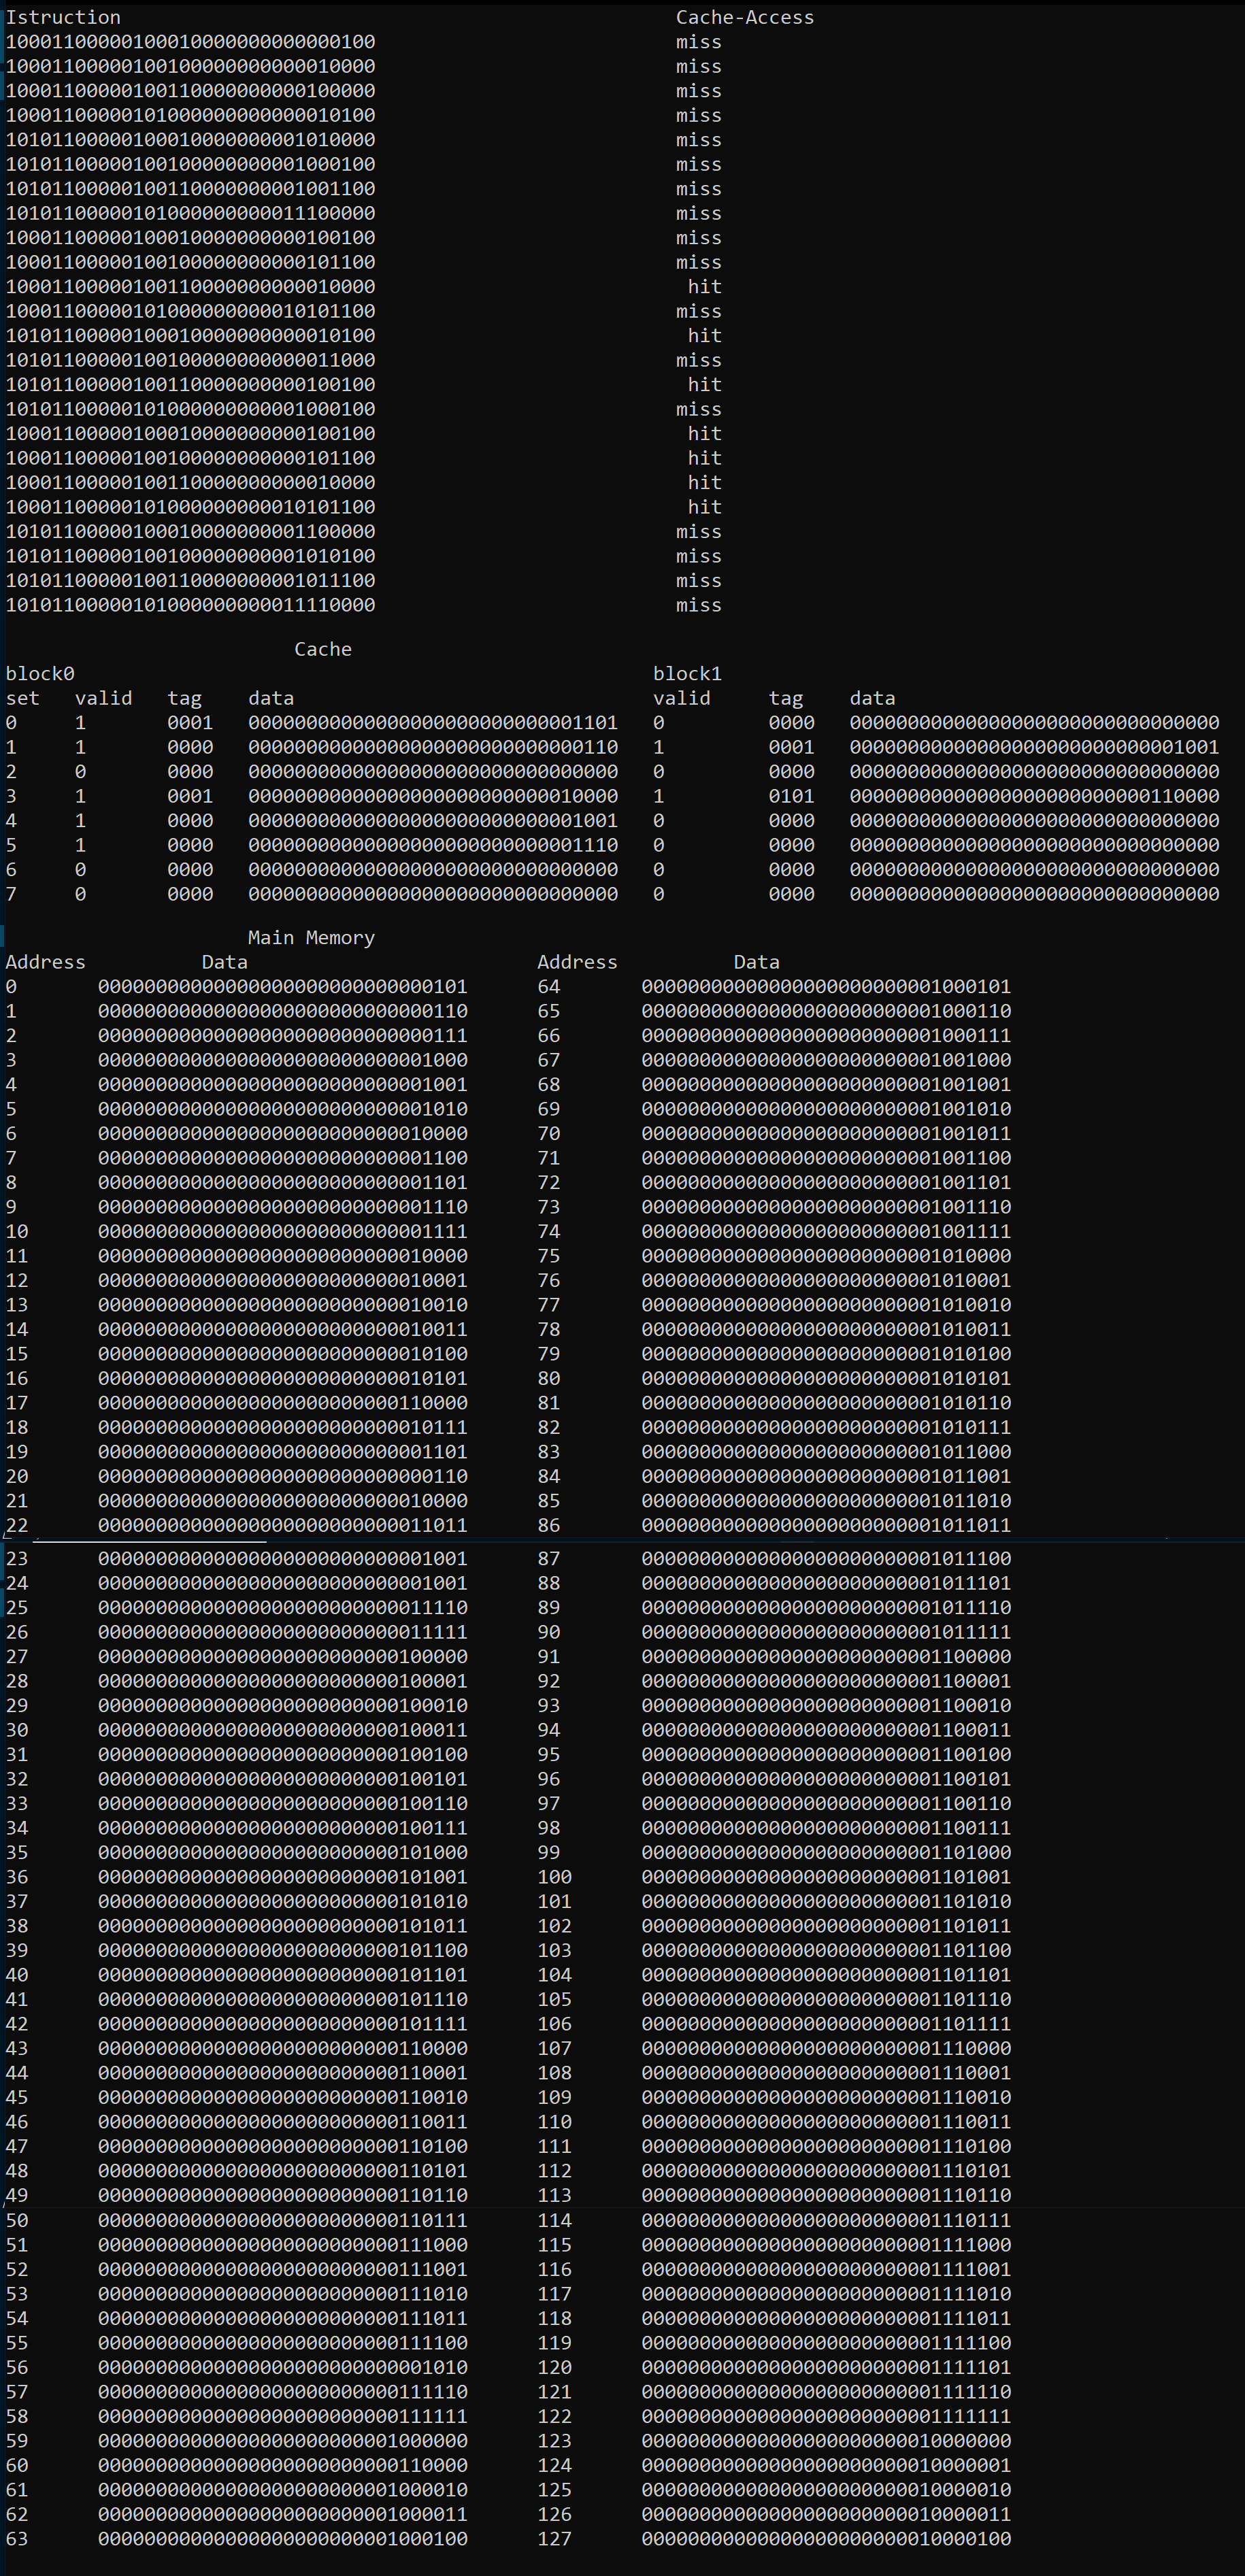 Istruction Cache-Access
10001100000100010000000000000100 miss
10001100000100100000000000010000 miss
10001100000100110000000000100000 miss
10001100000101000000000000010100 miss
10101100000100010000000001010000 miss
10101100000100100000000001000100 miss
10101100000100110000000001001100 miss
10101100000101000000000011100000 miss
10001100000100010000000000100100 miss
10001100000100100000000000101100 miss
10001100000100110000000000010000 hit
10001100000101000000000010101100 miss
10101100000100010000000000010100 hit
10101100000100100000000000011000 miss
10101100000100110000000000100100 hit
10101100000101000000000001000100 miss
10001100000100010000000000100100 hit
10001100000100100000000000101100 hit
10001100000100110000000000010000 hit
10001100000101000000000010101100 hit
10101100000100010000000001100000 miss
10101100000100100000000001010100 miss
10101100000100110000000001011100 miss
10101100000101000000000011110000 miss
Cache
block0 block1
set valid tag data valid tag data
0 1 0001 00000000000000000000000000001101 0 0000 00000000000000000000000000000000
1 1 0000 00000000000000000000000000000110 1 0001 00000000000000000000000000001001
2 0 0000 00000000000000000000000000000000 0 0000 00000000000000000000000000000000
3 1 0001 00000000000000000000000000010000 1 0101 00000000000000000000000000110000
4 1 0000 00000000000000000000000000001001 0 0000 00000000000000000000000000000000
5 1 0000 00000000000000000000000000001110 0 0000 00000000000000000000000000000000
6 0 0000 00000000000000000000000000000000 0 0000 00000000000000000000000000000000
7 0 0000 00000000000000000000000000000000 0 0000 00000000000000000000000000000000
Main Memory
Address Data Address Data
0 00000000000000000000000000000101 64 00000000000000000000000001000101
1 00000000000000000000000000000110 65 00000000000000000000000001000110
2 00000000000000000000000000000111 66 00000000000000000000000001000111
3 00000000000000000000000000001000 67 00000000000000000000000001001000
4 00000000000000000000000000001001 68 00000000000000000000000001001001
5 00000000000000000000000000001010 69 00000000000000000000000001001010
6 00000000000000000000000000010000 70 00000000000000000000000001001011
7 00000000000000000000000000001100 71 00000000000000000000000001001100
8 00000000000000000000000000001101 72 00000000000000000000000001001101
9 00000000000000000000000000001110 73 00000000000000000000000001001110
10 00000000000000000000000000001111 74 00000000000000000000000001001111
11 00000000000000000000000000010000 75 00000000000000000000000001010000
12 00000000000000000000000000010001 76 00000000000000000000000001010001
13 00000000000000000000000000010010 77 00000000000000000000000001010010
14 00000000000000000000000000010011 78 00000000000000000000000001010011
15 00000000000000000000000000010100 79 00000000000000000000000001010100
16 00000000000000000000000000010101 80 00000000000000000000000001010101
17 00000000000000000000000000110000 81 00000000000000000000000001010110
18 00000000000000000000000000010111 82 00000000000000000000000001010111
19 00000000000000000000000000001101 83 00000000000000000000000001011000
20 00000000000000000000000000000110 84 00000000000000000000000001011001
21 00000000000000000000000000010000 85 00000000000000000000000001011010
22 00000000000000000000000000011011 86 00000000000000000000000001011011
23 00000000000000000000000000001001 87 00000000000000000000000001011100
24 00000000000000000000000000001001 88 00000000000000000000000001011101
25 00000000000000000000000000011110 89 00000000000000000000000001011110
26 00000000000000000000000000011111 90 00000000000000000000000001011111
27 00000000000000000000000000100000 91 00000000000000000000000001100000
28 00000000000000000000000000100001 92 00000000000000000000000001100001
29 00000000000000000000000000100010 93 00000000000000000000000001100010
30 00000000000000000000000000100011 94 00000000000000000000000001100011
31 00000000000000000000000000100100 95 00000000000000000000000001100100
32 00000000000000000000000000100101 96 00000000000000000000000001100101
33 00000000000000000000000000100110 97 00000000000000000000000001100110
34 00000000000000000000000000100111 98 00000000000000000000000001100111
35 00000000000000000000000000101000 99 00000000000000000000000001101000
36 00000000000000000000000000101001 100 00000000000000000000000001101001
37 00000000000000000000000000101010 101 00000000000000000000000001101010
38 00000000000000000000000000101011 102 00000000000000000000000001101011
39 00000000000000000000000000101100 103 00000000000000000000000001101100
40 00000000000000000000000000101101 104 00000000000000000000000001101101
41 00000000000000000000000000101110 105 00000000000000000000000001101110
42 00000000000000000000000000101111 106 00000000000000000000000001101111
43 00000000000000000000000000110000 107 00000000000000000000000001110000
44 00000000000000000000000000110001 108 00000000000000000000000001110001
45 00000000000000000000000000110010 109 00000000000000000000000001110010
46 00000000000000000000000000110011 110 00000000000000000000000001110011
47 00000000000000000000000000110100 111 00000000000000000000000001110100
48 00000000000000000000000000110101 112 00000000000000000000000001110101
49 00000000000000000000000000110110 113 00000000000000000000000001110110
50 00000000000000000000000000110111 114 00000000000000000000000001110111
51 00000000000000000000000000111000 115 00000000000000000000000001111000
52 00000000000000000000000000111001 116 00000000000000000000000001111001
53 00000000000000000000000000111010 117 00000000000000000000000001111010
54 00000000000000000000000000111011 118 00000000000000000000000001111011
55 00000000000000000000000000111100 119 00000000000000000000000001111100
56 00000000000000000000000000001010 120 00000000000000000000000001111101
57 00000000000000000000000000111110 121 00000000000000000000000001111110
58 00000000000000000000000000111111 122 00000000000000000000000001111111
59 00000000000000000000000001000000 123 00000000000000000000000010000000
60 00000000000000000000000000110000 124 00000000000000000000000010000001
61 00000000000000000000000001000010 125 00000000000000000000000010000010
62 00000000000000000000000001000011 126 00000000000000000000000010000011
63 00000000000000000000000001000100 127 00000000000000000000000010000100